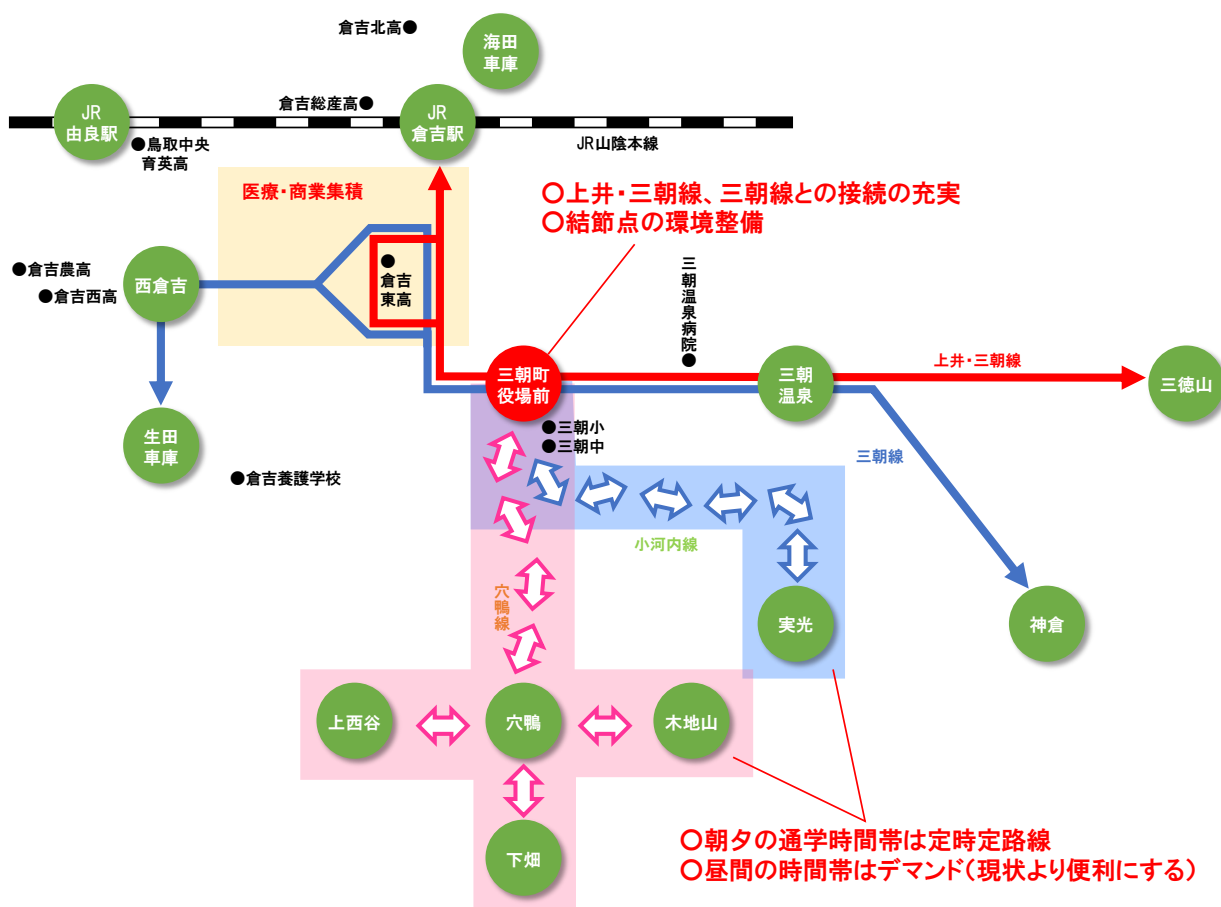 倉吉北高●
海田
車庫
JR
由良駅
倉吉総産高●
JR
倉吉駅
●鳥取中央
育英高
JR山陰本線
医療・商業集積
○上井・三朝線、三朝線との接続の充実
○結節点の環境整備
●倉吉農高
●倉吉西高
西倉吉
●
倉吉
東高
三朝温泉病院●
三朝町
役場前
三朝
温泉
上井・三朝線
三徳山
生田
車庫
●三朝小
●三朝中
三朝線
●倉吉養護学校
小河内線
穴鴨線
実光
神倉
上西谷
穴鴨
木地山
下畑
○朝夕の通学時間帯は定時定路線
○昼間の時間帯はデマンド(現状より便利にする)